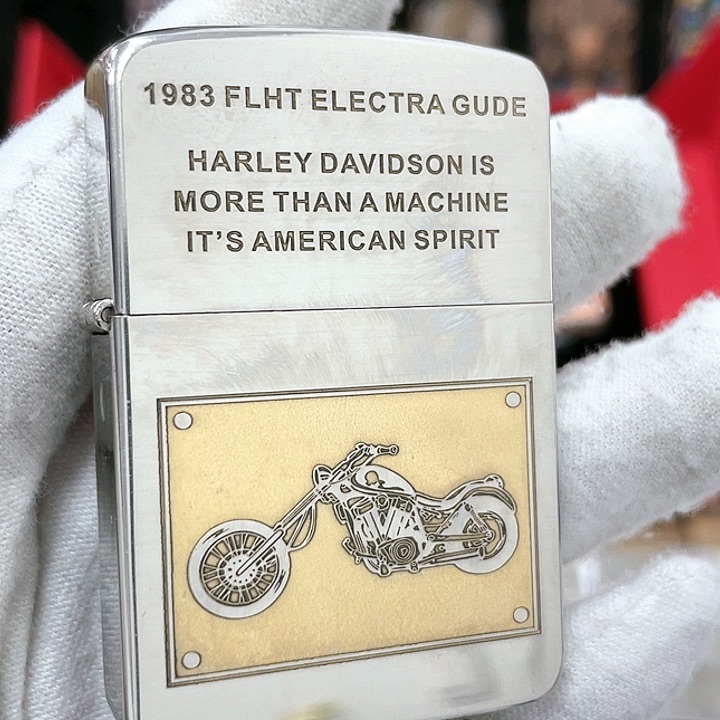 1983 FLHT ELECTRA GUDE
HARLEY DAVIDSON IS
MORE THAN A MACHINE
IT'S AMERICAN SPIRIT